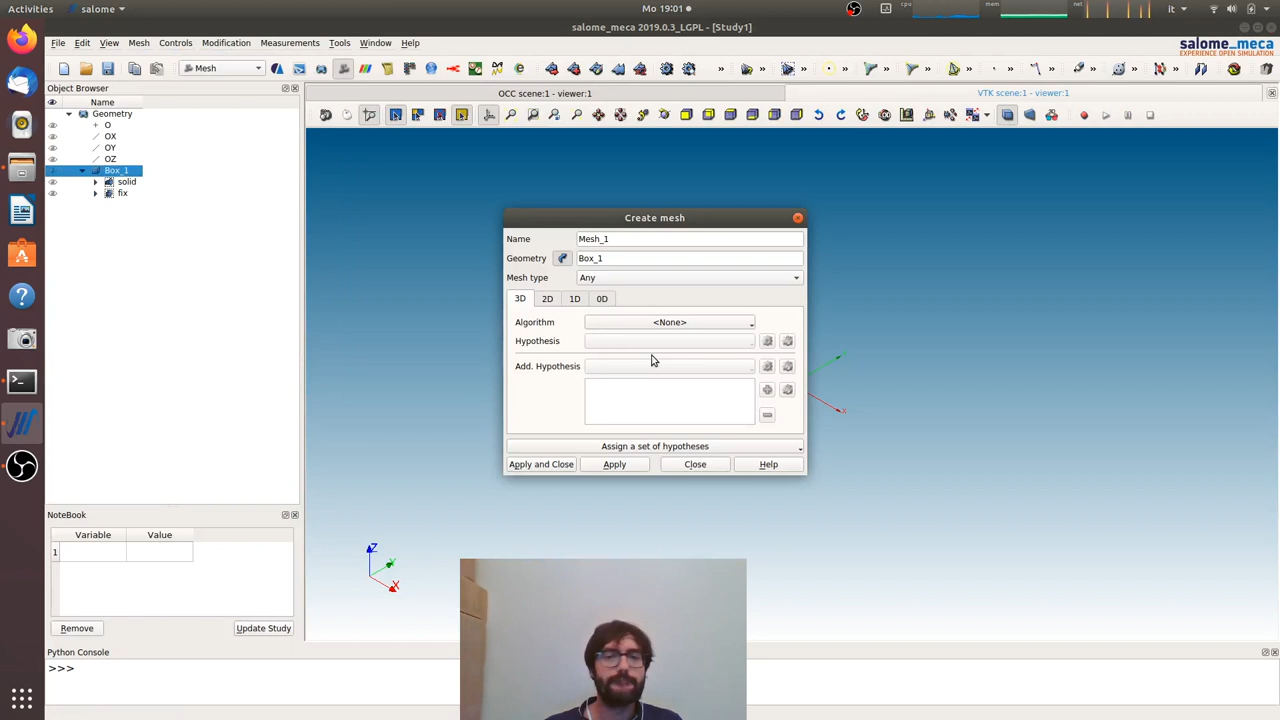 Activities
salome
Mo 19:01
cpu
mem
it
salome_meca 2019.0.3_LGPL - [Study1]
File Edit View Mesh Controls Modification Measurements Tools Window Help
salome_meca
EXPERIENCE OPEN SIMULATION
Mesh
Object Browser
OCC scene:1 - viewer:1
VTK scene:1 - viewer:1
Name
Geometry
O
OX
OY
OZ
Box_1
solid
fix
Create mesh
Name Mesh_1
Geometry Box_1
Mesh type Any
3D 2D 1D 0D
Algorithm <None>
Hypothesis
Add. Hypothesis
Assign a set of hypotheses
Apply and Close Apply Close Help
Y
X
NoteBook
Variable Value
1
Remove Update Study
Z
Y
X
Python Console
>>>